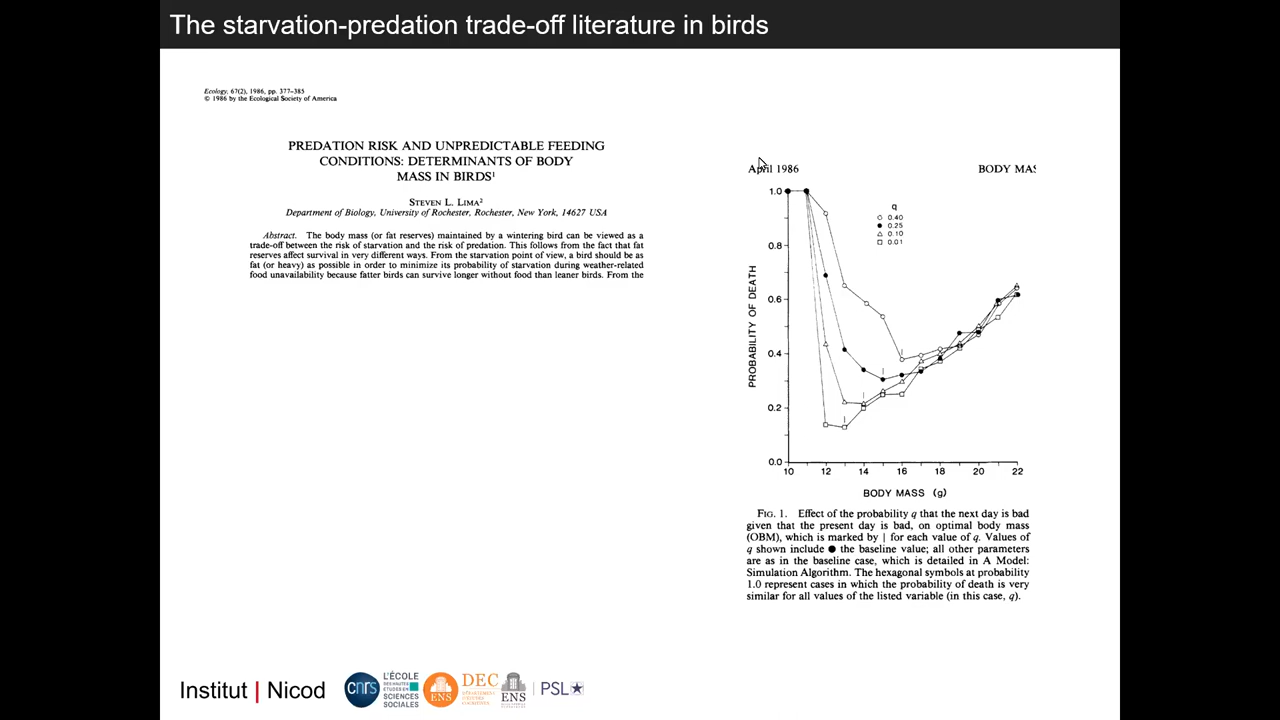 The starvation-predation trade-off literature in birds
Ecology, 67(2), 1986, pp. 377–385
© 1986 by the Ecological Society of America
PREDATION RISK AND UNPREDICTABLE FEEDING
CONDITIONS: DETERMINANTS OF BODY
MASS IN BIRDS¹
STEVEN L. LIMA²
Department of Biology, University of Rochester, Rochester, New York, 14627 USA
Abstract. The body mass (or fat reserves) maintained by a wintering bird can be viewed as a
trade-off between the risk of starvation and the risk of predation. This follows from the fact that fat
reserves affect survival in very different ways. From the starvation point of view, a bird should be as
fat (or heavy) as possible in order to minimize its probability of starvation during weather-related
food unavailability because fatter birds can survive longer without food than leaner birds. From the
April 1986
BODY MAS
q
0.40
0.25
0.10
0.01
PROBABILITY OF DEATH
1.0
0.8
0.6
0.4
0.2
0.0
10 12 14 16 18 20 22
BODY MASS (g)
FIG. 1. Effect of the probability q that the next day is bad
given that the present day is bad, on optimal body mass
(OBM), which is marked by | for each value of q. Values of
q shown include ● the baseline value; all other parameters
are as in the baseline case, which is detailed in A Model:
Simulation Algorithm. The hexagonal symbols at probability
1.0 represent cases in which the probability of death is very
similar for all values of the listed variable (in this case, q).
Institut | Nicod
cnrs
L'ÉCOLE
DES HAUTES
ÉTUDES EN
SCIENCES
SOCIALES
ENS
DEC
DÉPARTEMENT
D'ÉTUDES
COGNITIVES
ENS
PSL